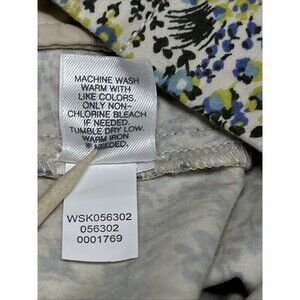 MACHINE WASH
WARM WITH
LIKE COLORS.
ONLY NON-
CHLORINE BLEACH
IF NEEDED.
TUMBLE DRY LOW.
WARM IRON
IF NEEDED.
WSK056302
056302
0001769